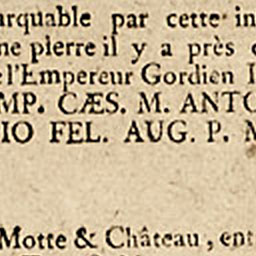 arquable par cette in
ne pierre il y a près
l'Empereur Gordien I
MP. CÆS. M. ANTO
IO FEL. AUG. P. M
Motte & Château, ent